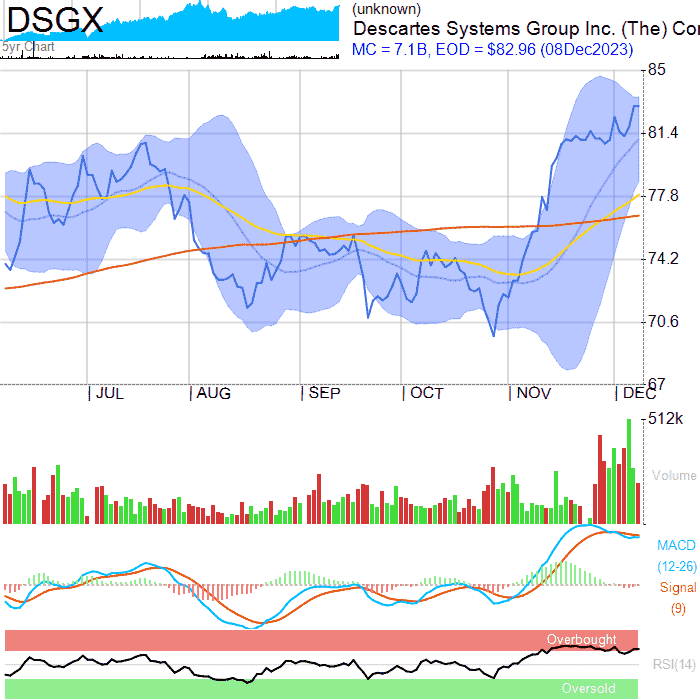 DSGX
(unknown)
Descartes Systems Group Inc. (The) Cor
5yr Chart
MC = 7.1B, EOD = $82.96 (08Dec2023)
85
81.4
77.8
74.2
70.6
67
JUL AUG SEP OCT NOV DEC
512k
Volume
MACD
(12-26)
Signal
(9)
Overbought
RSI(14)
Oversold